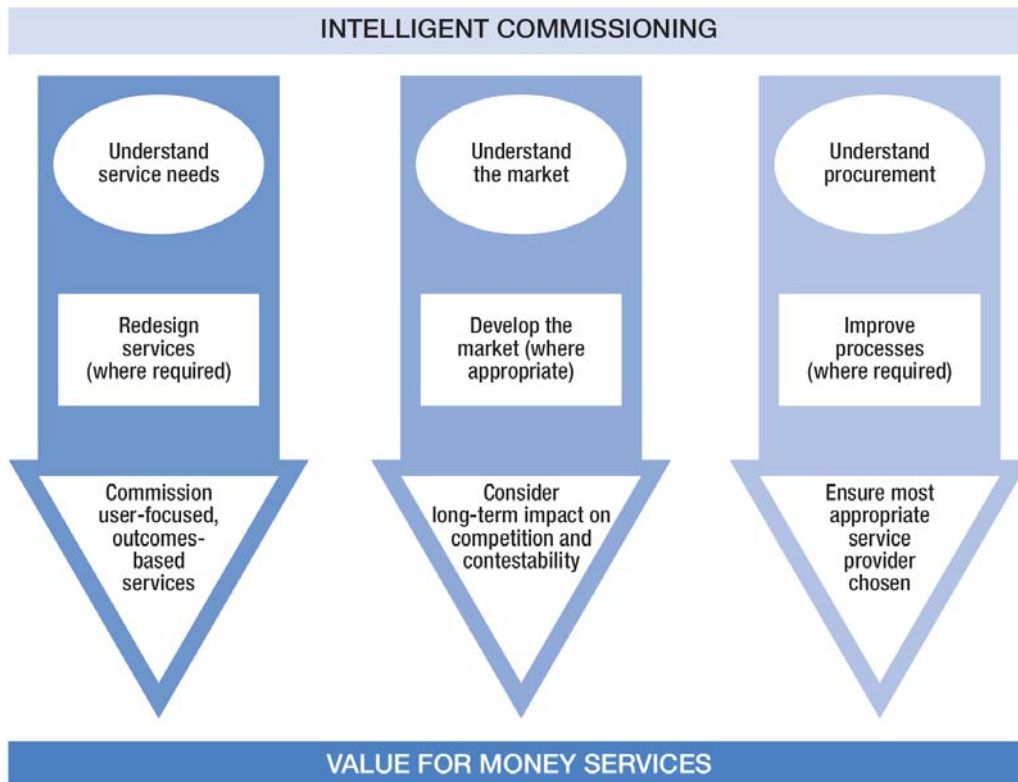 INTELLIGENT COMMISSIONING
Understand
service needs
Redesign
services
(where required)
Commission
user-focused,
outcomes-
based
services
Understand
the market
Develop the
market (where
appropriate)
Consider
long-term impact on
competition and
contestability
Understand
procurement
Improve
processes
(where required)
Ensure most
appropriate
service
provider
chosen
VALUE FOR MONEY SERVICES